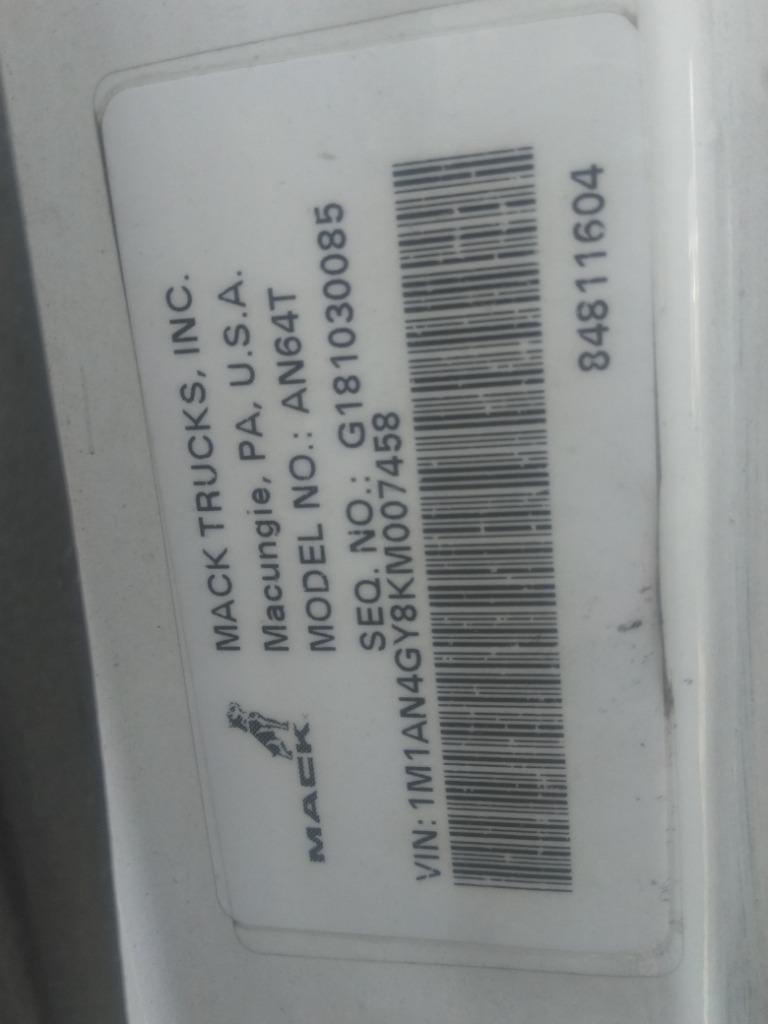 MACK TRUCKS, INC.
Macungie, PA, U.S.A.
MODEL NO.: AN64T
SEQ. NO.: G181030085
MACK
VIN: 1M1AN4GY8KM007458
84811604